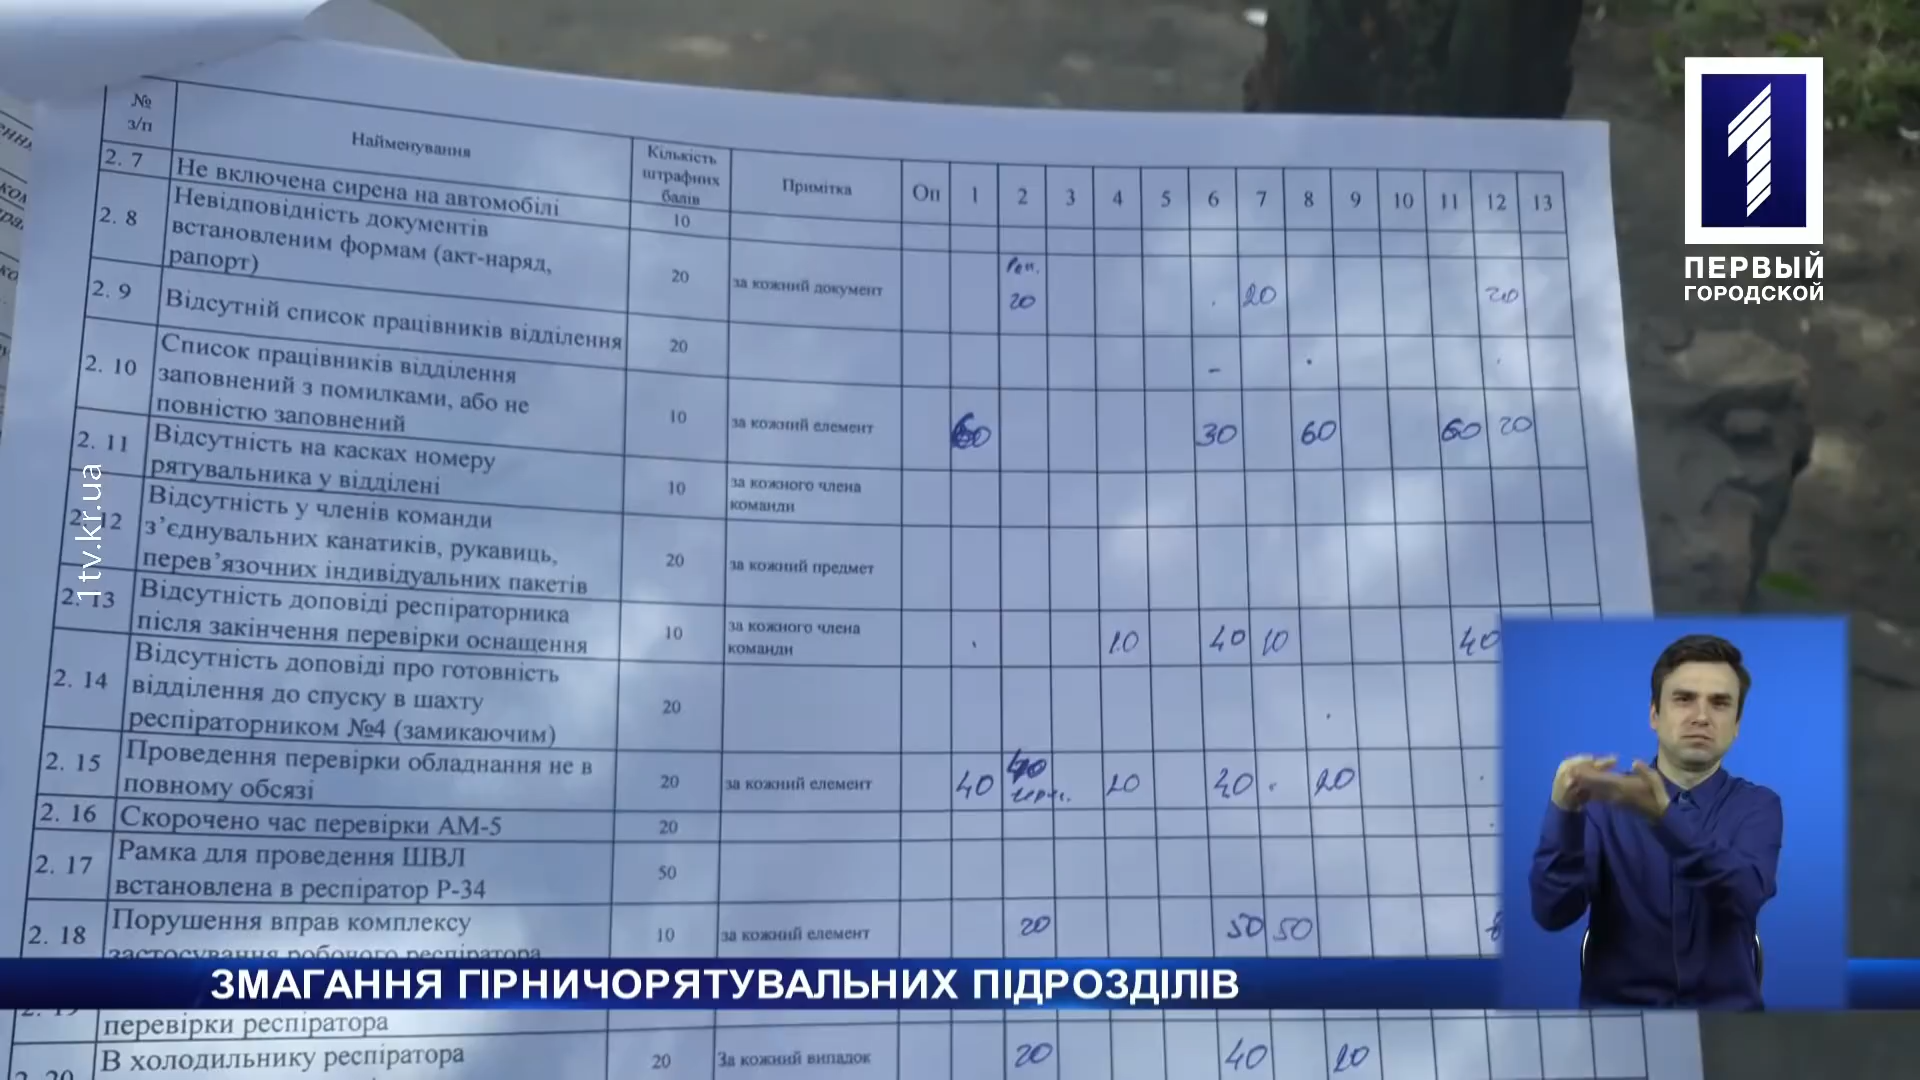 № з/п Найменування Кількість штрафних балів Примітка Оп 1 2 3 4 5 6 7 8 9 10 11 12 13
2. 7 Не включена сирена на автомобілі 10
2. 8 Невідповідність документів
встановленим формам (акт-наряд,
рапорт) 20 за кожний документ 20 20 20
2. 9 Відсутній список працівників відділення 20
2. 10 Список працівників відділення
заповнений з помилками, або не
повністю заповнений 10 за кожний елемент 30 60 60 20
2. 11 Відсутність на касках номеру
рятувальника у відділені 10 за кожного члена команди
2. 12 Відсутність у членів команди
з’єднувальних канатиків, рукавиць,
перев’язочних індивідуальних пакетів 20 за кожний предмет
2. 13 Відсутність доповіді респіраторника
після закінчення перевірки оснащення 10 за кожного члена команди 10 40 10 40
2. 14 Відсутність доповіді про готовність
відділення до спуску в шахту
респіраторником №4 (замикаючим) 20
2. 15 Проведення перевірки обладнання не в
повному обсязі 20 за кожний елемент 40 20 20 20
2. 16 Скорочено час перевірки АМ-5 20
2. 17 Рамка для проведення ШВЛ
встановлена в респіратор Р-34 50
2. 18 Порушення вправ комплексу
застосування робочого респіратора 10 за кожний елемент 20 50 50
перевірки респіратора
В холодильнику респіратора 20 За кожний випадок 20 40 20
1
ПЕРВЫЙ
ГОРОДСКОЙ
1tv.kr.ua
ЗМАГАННЯ ГІРНИЧОРЯТУВАЛЬНИХ ПІДРОЗДІЛІВ